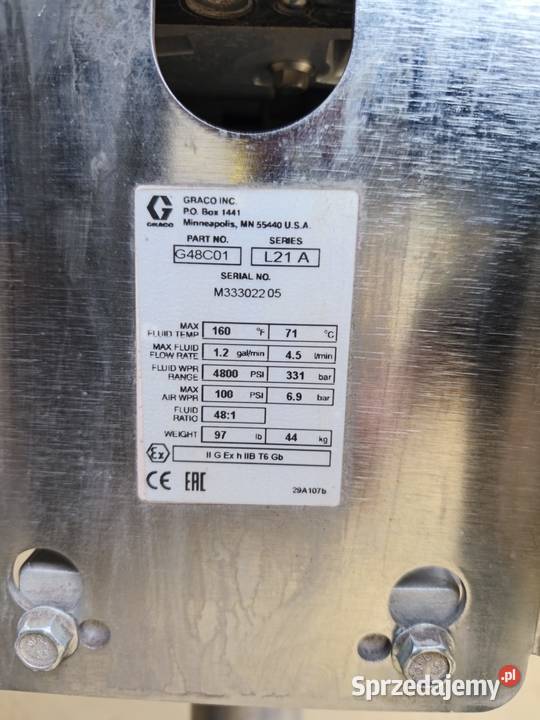 GRACO
GRACO INC.
P.O. Box 1441
Minneapolis, MN 55440 U.S.A.
PART NO. SERIES
G48C01 L21 A
SERIAL NO.
M33302205
MAX FLUID TEMP 160 °F 71 °C
MAX FLUID FLOW RATE 1.2 gal/min 4.5 l/min
FLUID WPR RANGE 4800 PSI 331 bar
MAX AIR WPR 100 PSI 6.9 bar
FLUID RATIO 48:1
WEIGHT 97 lb 44 kg
Ex II G Ex h IIB T6 Gb
CE EAC
29A107b
Sprzedajemy.pl